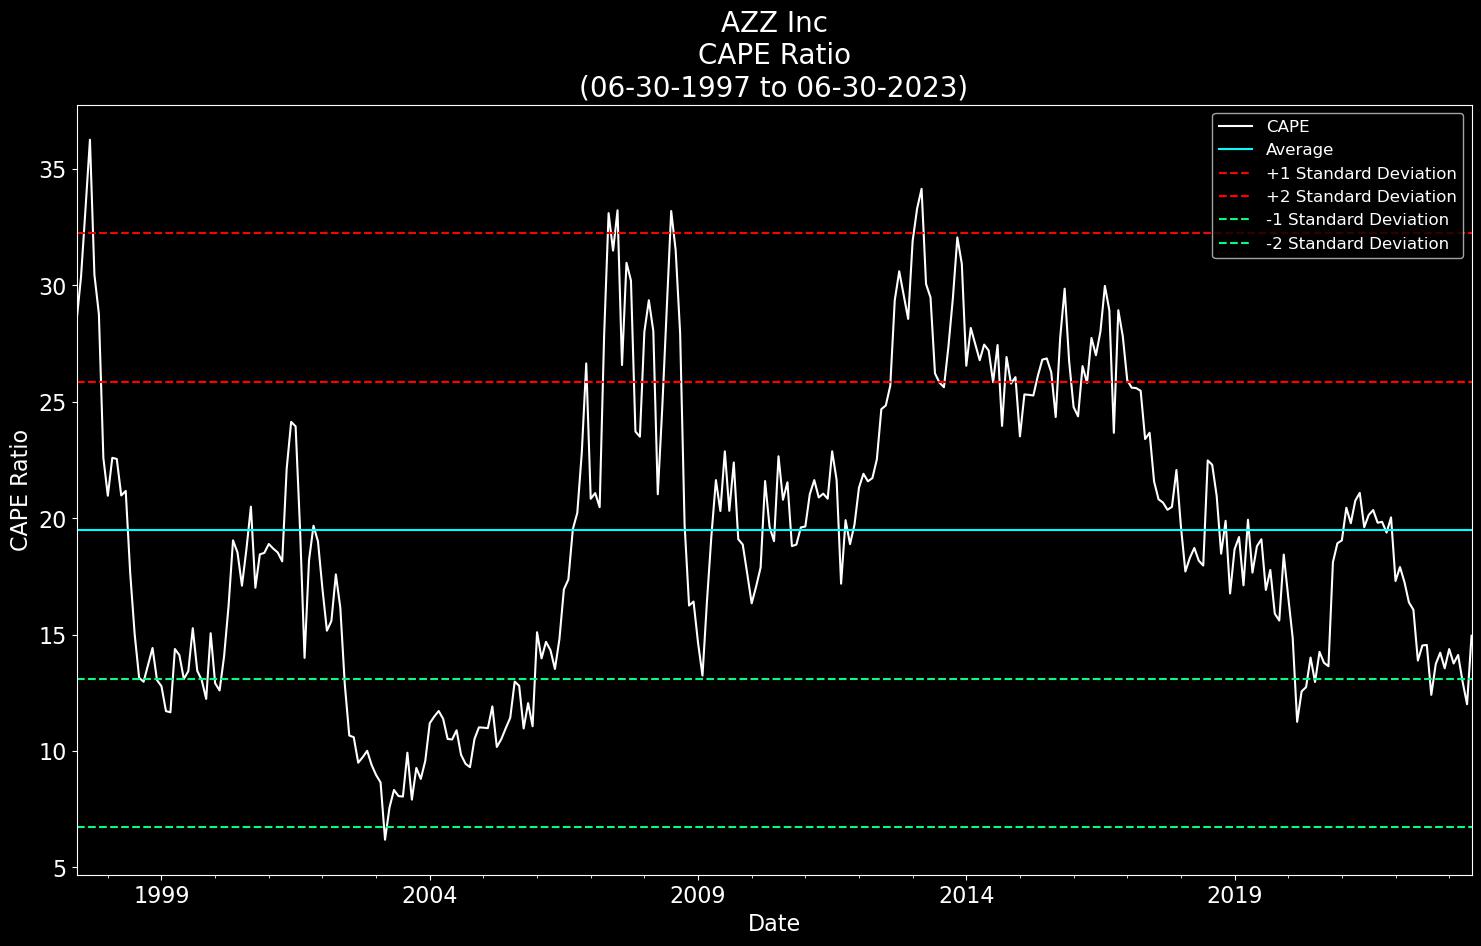 AZZ Inc
CAPE Ratio
(06-30-1997 to 06-30-2023)
CAPE
Average
+1 Standard Deviation
+2 Standard Deviation
-1 Standard Deviation
-2 Standard Deviation
CAPE Ratio
35
30
25
20
15
10
5
1999 2004 2009 2014 2019
Date